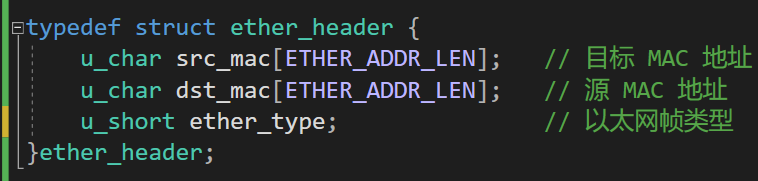 typedef struct ether_header {
u_char src_mac[ETHER_ADDR_LEN]; // 目标 MAC 地址
u_char dst_mac[ETHER_ADDR_LEN]; // 源 MAC 地址
u_short ether_type; // 以太网帧类型
}ether_header;